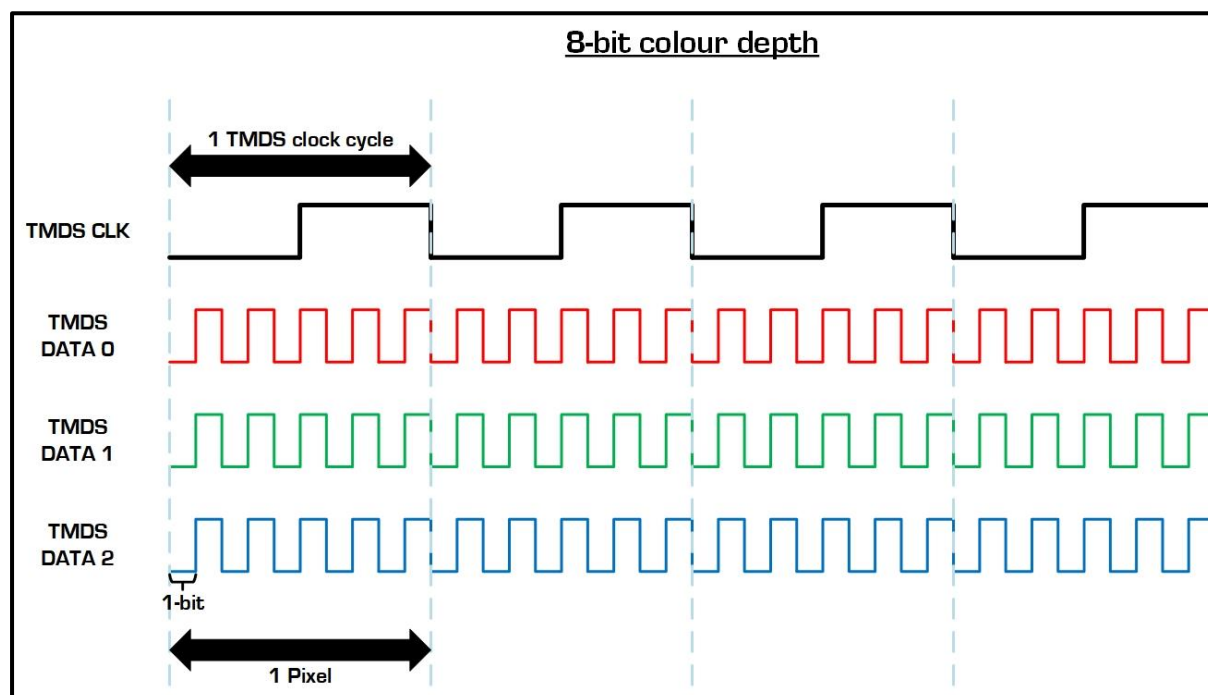 8-bit colour depth
1 TMDS clock cycle
TMDS CLK
TMDS
DATA 0
TMDS
DATA 1
TMDS
DATA 2
1-bit
1 Pixel